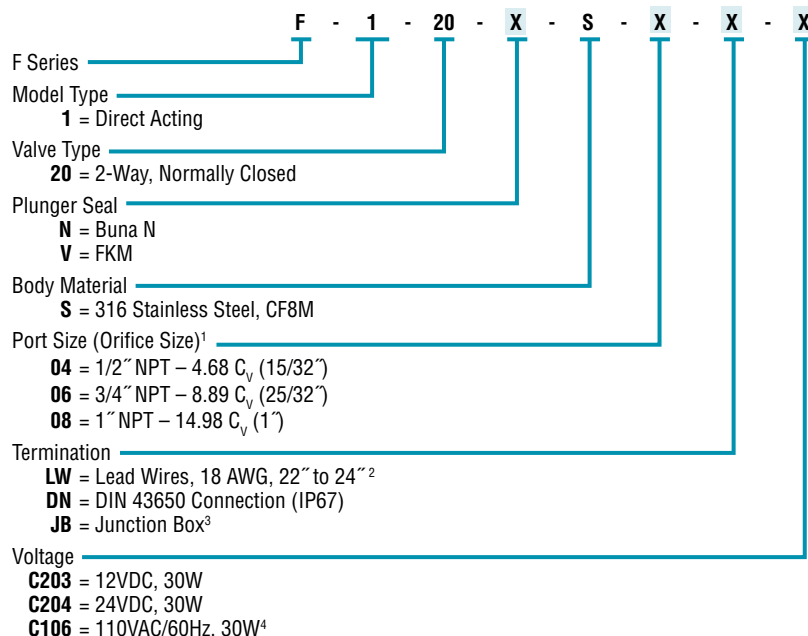 F - 1 - 20 - X - S - X - X - X
F Series
Model Type
1 = Direct Acting
Valve Type
20 = 2-Way, Normally Closed
Plunger Seal
N = Buna N
V = FKM
Body Material
S = 316 Stainless Steel, CF8M
Port Size (Orifice Size)¹
04 = 1/2˝ NPT – 4.68 Cᵥ (15/32˝)
06 = 3/4˝ NPT – 8.89 Cᵥ (25/32˝)
08 = 1˝ NPT – 14.98 Cᵥ (1˝)
Termination
LW = Lead Wires, 18 AWG, 22˝ to 24˝ ²
DN = DIN 43650 Connection (IP67)
JB = Junction Box³
Voltage
C203 = 12VDC, 30W
C204 = 24VDC, 30W
C106 = 110VAC/60Hz, 30W⁴